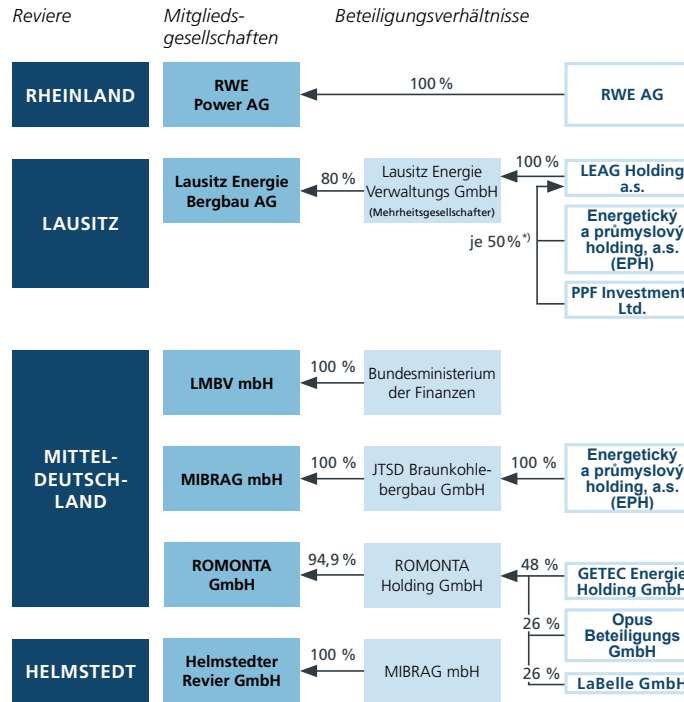 Reviere
Mitglieds-
gesellschaften
Beteiligungsverhältnisse
RHEINLAND
RWE
Power AG
100 %
RWE AG
LAUSITZ
Lausitz Energie
Bergbau AG
80 %
Lausitz Energie
Verwaltungs GmbH
(Mehrheitsgesellschafter)
100 %
LEAG Holding
a.s.
je 50%*)
Energetický
a průmyslový
holding, a.s.
(EPH)
PPF Investment
Ltd.
MITTEL-
DEUTSCH-
LAND
LMBV mbH
100 %
Bundesministerium
der Finanzen
MIBRAG mbH
100 %
JTSD Braunkohle-
bergbau GmbH
100 %
Energetický
a průmyslový
holding, a.s.
(EPH)
ROMONTA
GmbH
94,9 %
ROMONTA
Holding GmbH
48 %
GETEC Energie
Holding GmbH
26 %
Opus
Beteiligungs
GmbH
26 %
LaBelle GmbH
HELMSTEDT
Helmstedter
Revier GmbH
100 %
MIBRAG mbH